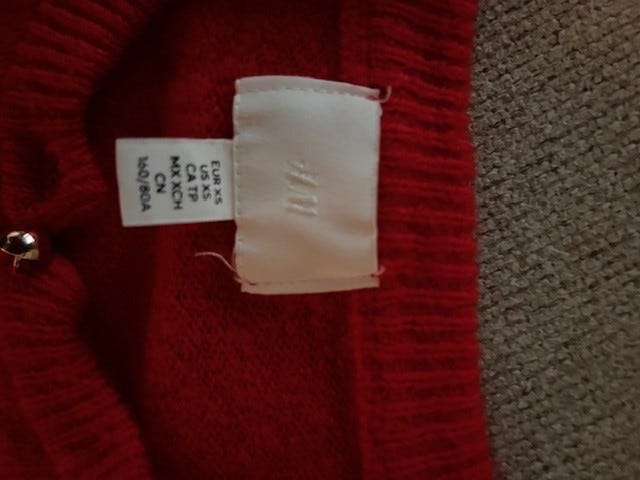 EUR XS
US XS
CA TP
MX XCH
CN
160/80A